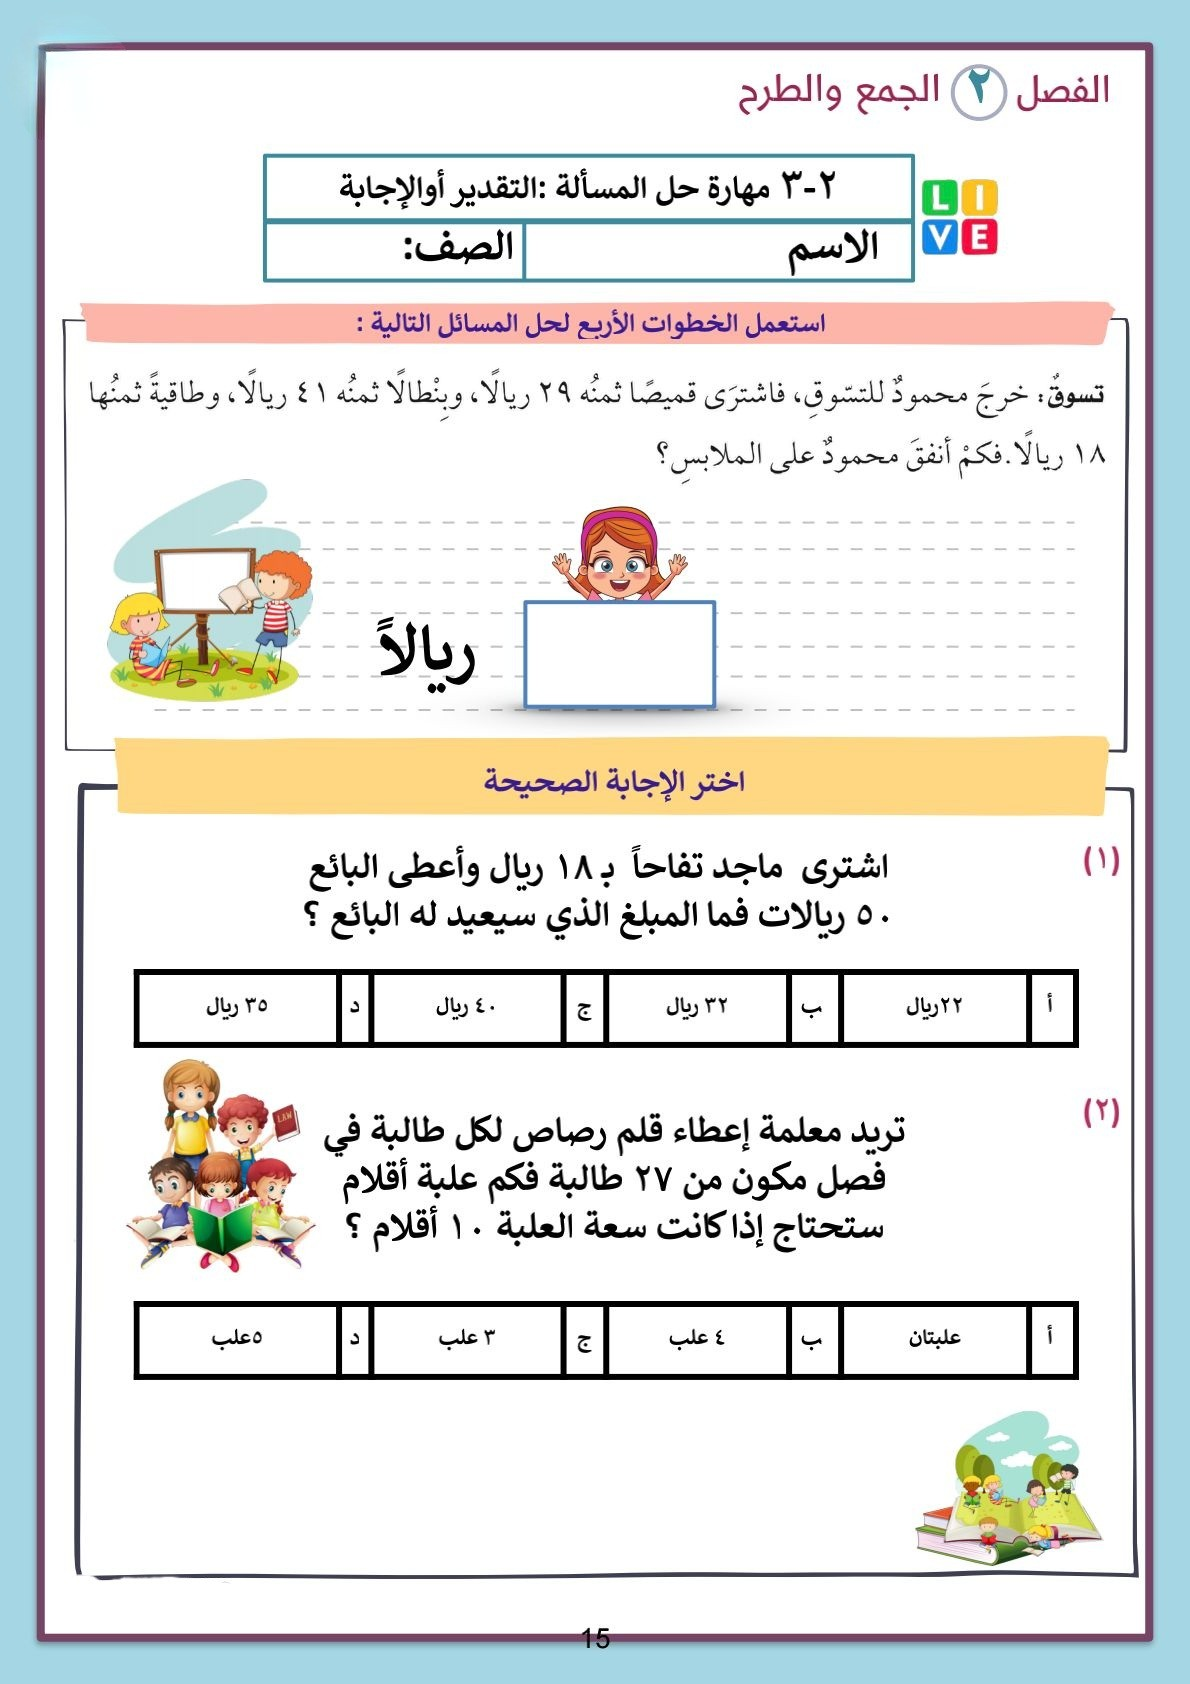 الفصل ٢ الجمع والطرح
٢-٣ مهارة حل المسألة :التقدير أوالإجابة
الاسم
الصف:
LIVE
استعمل الخطوات الأربع لحل المسائل التالية :
تسوقٌ: خرجَ محمودٌ للتسّوقِ، فاشترَى قميصًا ثمنُه ٢٩ ريالًا، وبِنْطالًا ثمنُه ٤١ ريالًا، وطاقيةً ثمنُها
١٨ ريالًا.فكمْ أنفقَ محمودٌ على الملابسِ؟
ريالاً
اختر الإجابة الصحيحة
(١)
اشترى ماجد تفاحاً بـ ١٨ ريال وأعطى البائع
٥٠ ريالات فما المبلغ الذي سيعيد له البائع ؟
أ ٢٢ريال ب ٣٢ ريال ج ٤٠ ريال د ٣٥ ريال
(٢)
LAW
تريد معلمة إعطاء قلم رصاص لكل طالبة في
فصل مكون من ٢٧ طالبة فكم علبة أقلام
ستحتاج إذا كانت سعة العلبة ١٠ أقلام ؟
أ علبتان ب ٤ علب ج ٣ علب د ٥علب
15